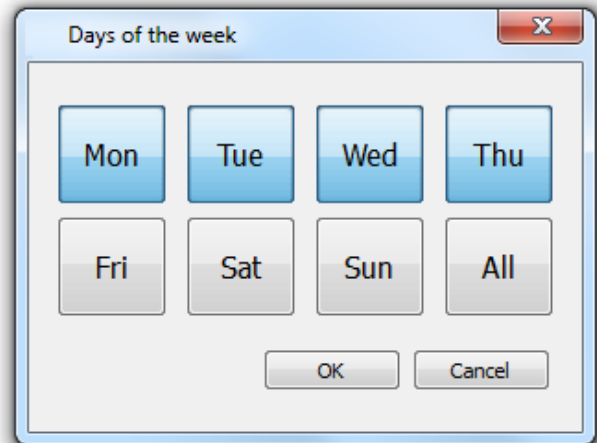 Days of the week
Mon Tue Wed Thu
Fri Sat Sun All
OK Cancel